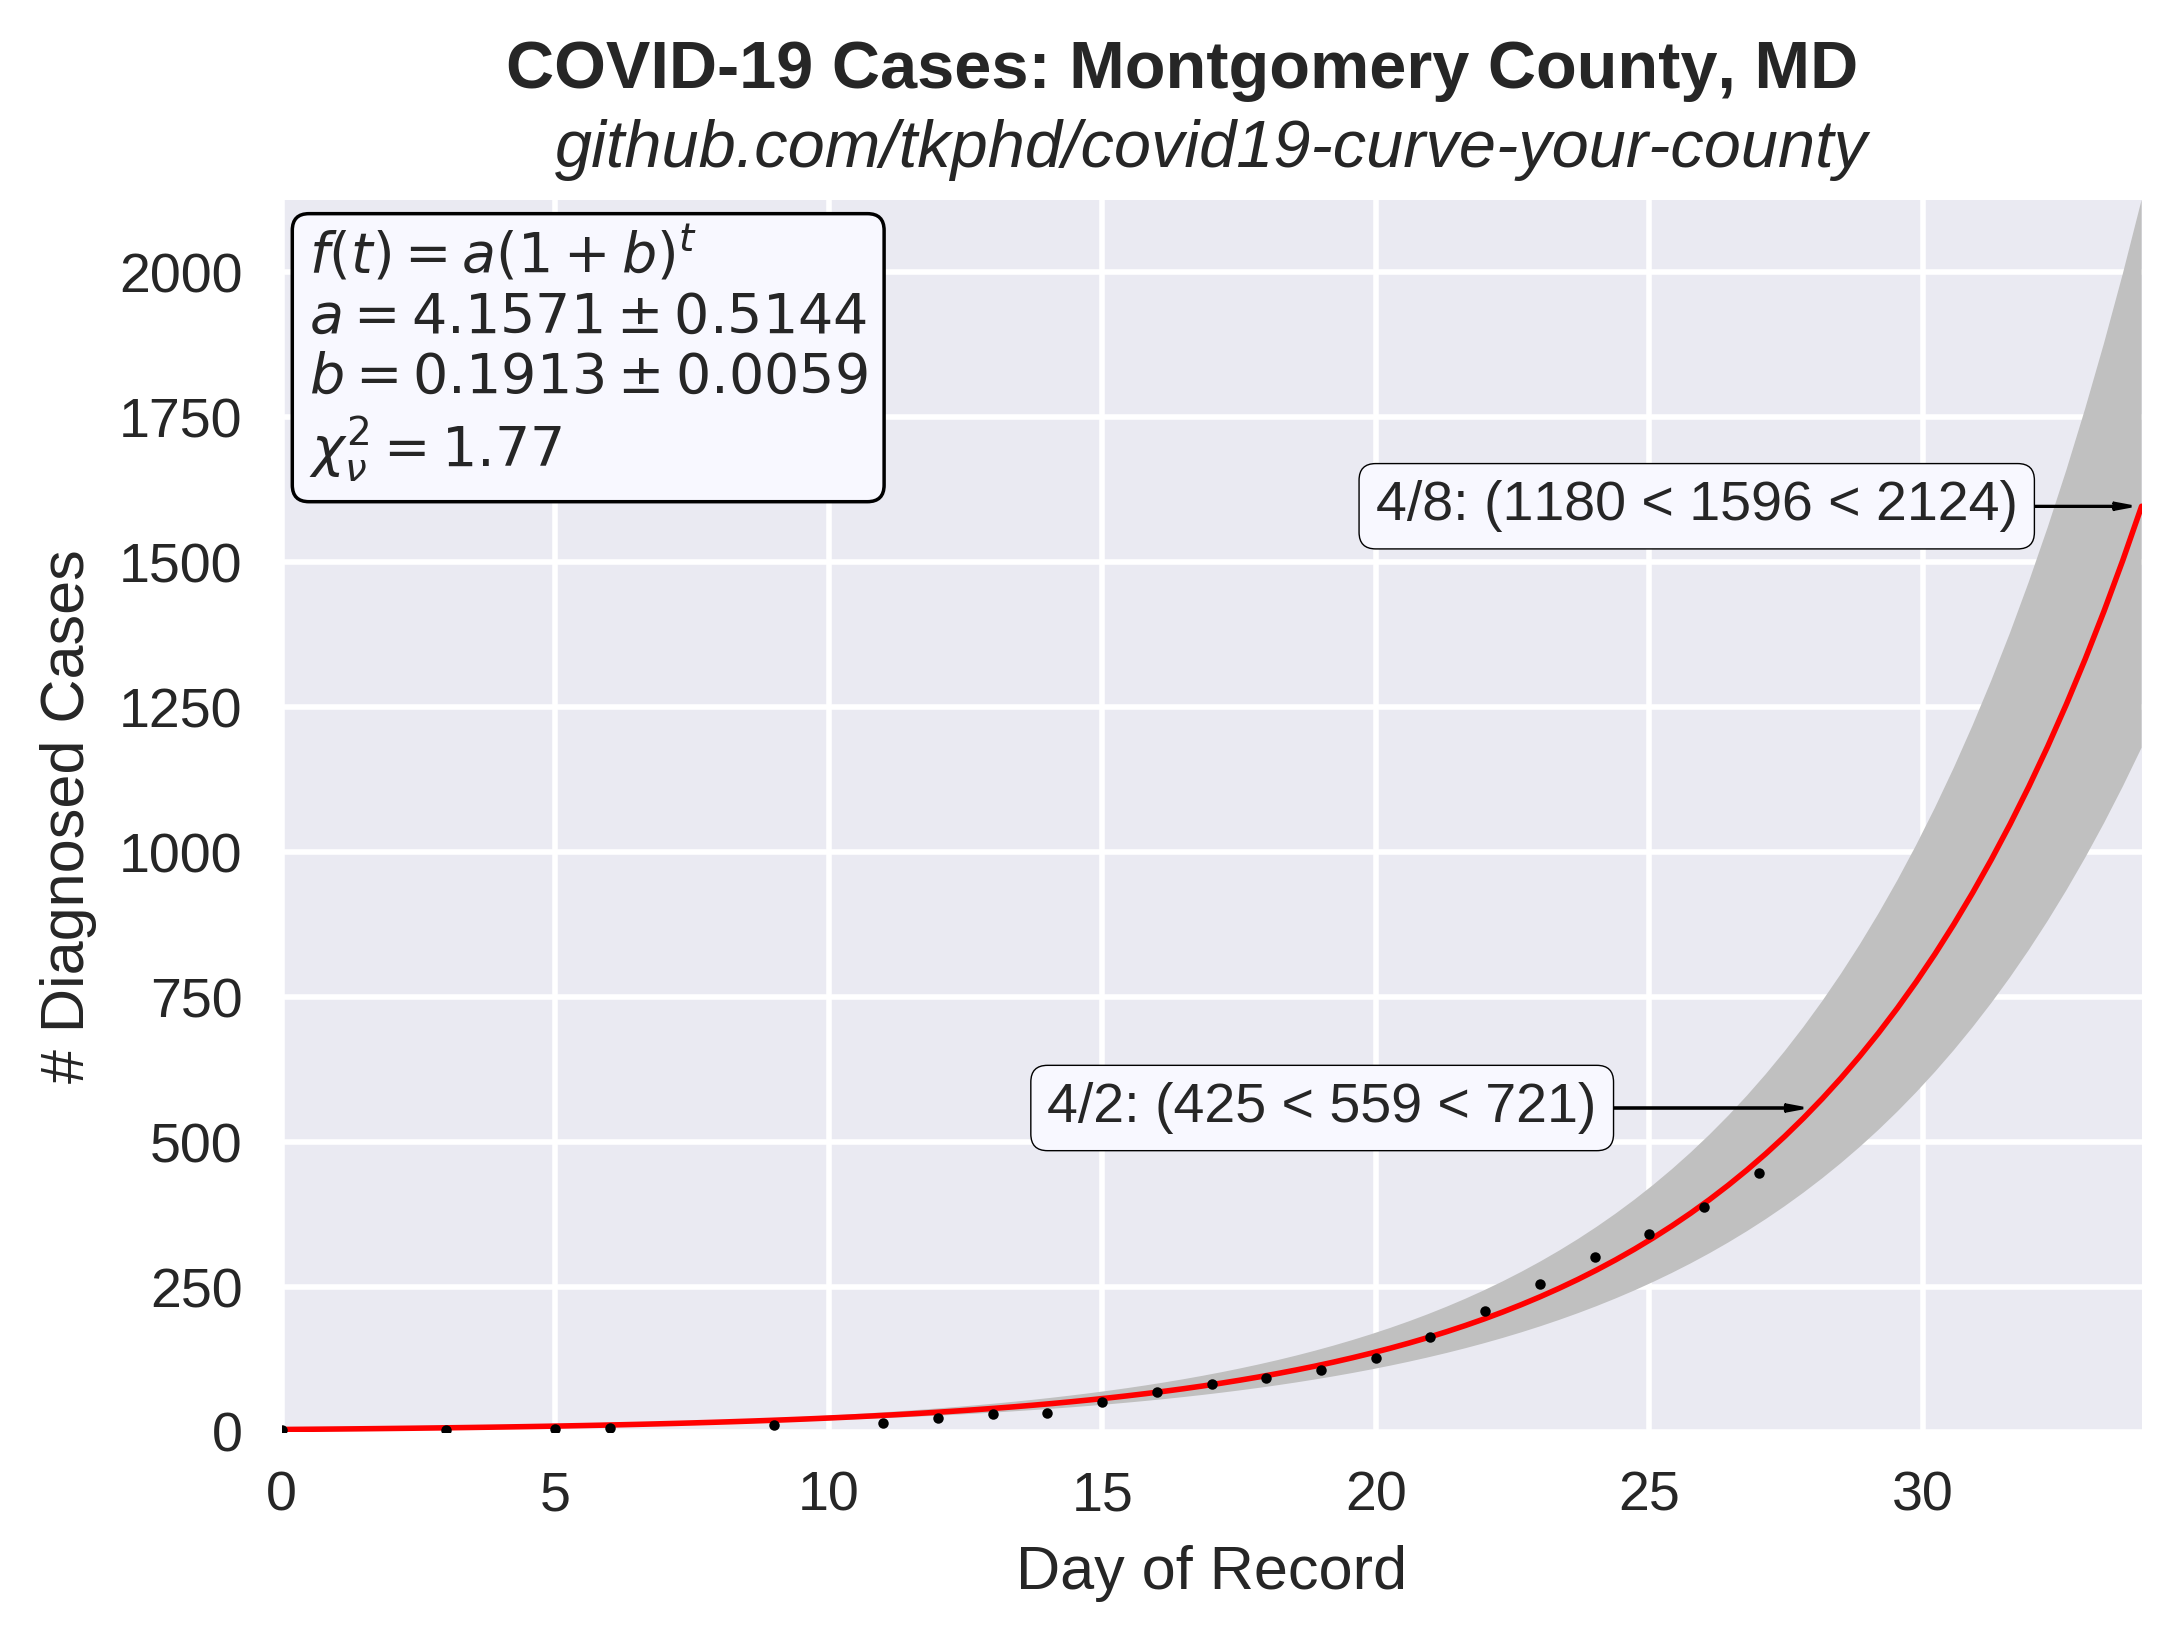 COVID-19 Cases: Montgomery County, MD
github.com/tkphd/covid19-curve-your-county
f(t) = a(1 + b)^t
a = 4.1571 ± 0.5144
b = 0.1913 ± 0.0059
χ²ᵥ = 1.77
4/8: (1180 < 1596 < 2124)
4/2: (425 < 559 < 721)
# Diagnosed Cases
2000
1750
1500
1250
1000
750
500
250
0
0 5 10 15 20 25 30
Day of Record